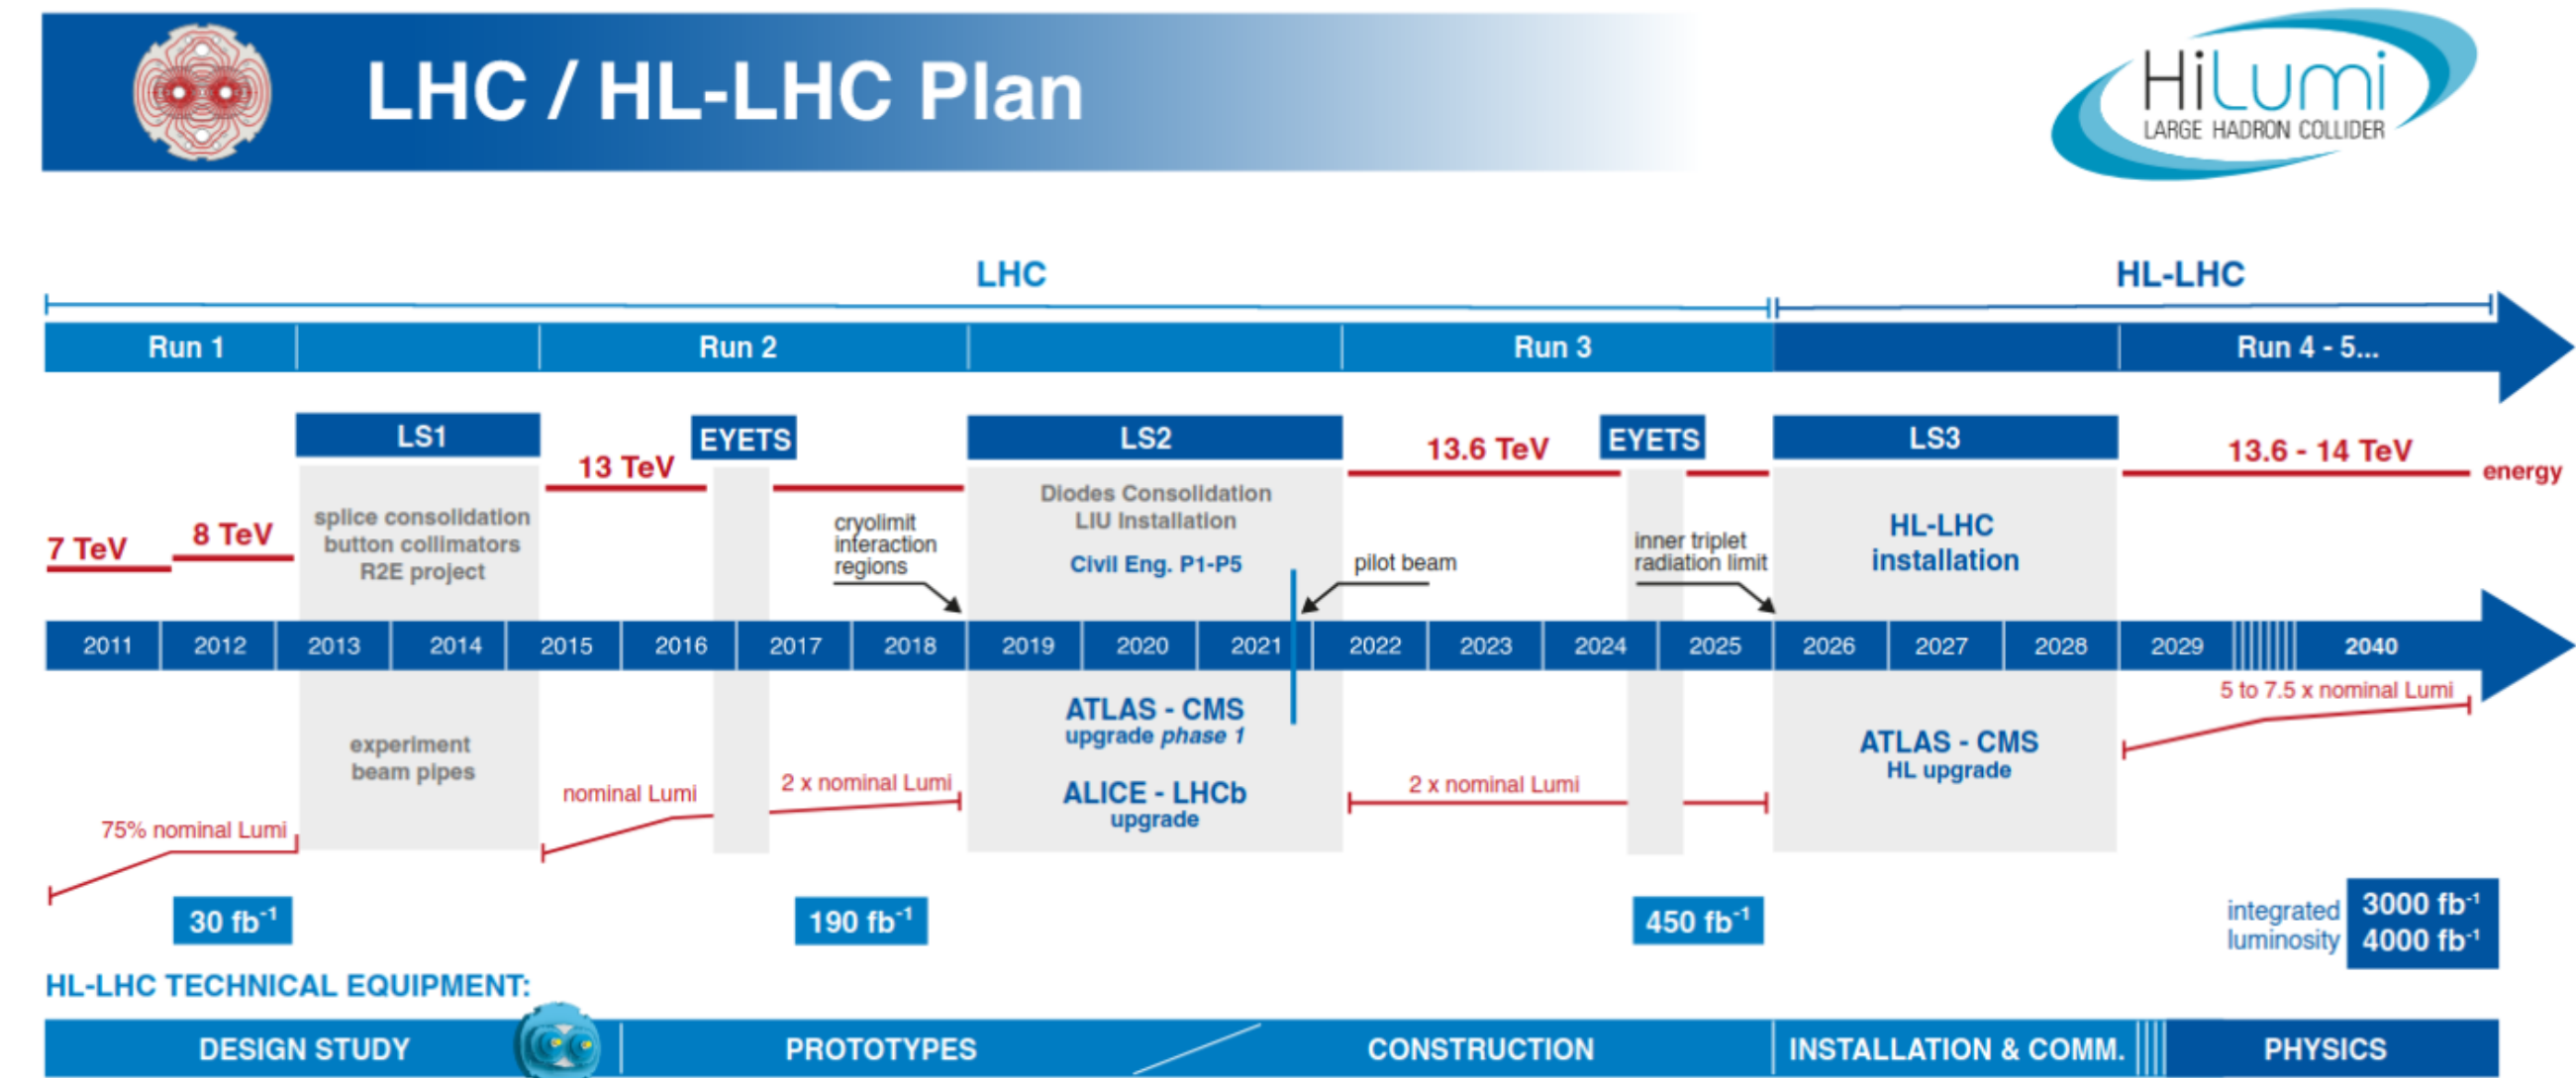 LHC / HL-LHC Plan
HiLumi
LARGE HADRON COLLIDER
LHC
HL-LHC
Run 1
Run 2
Run 3
Run 4 - 5...
LS1
EYETS
LS2
EYETS
LS3
13 TeV
13.6 TeV
13.6 - 14 TeV
energy
7 TeV
8 TeV
splice consolidation
button collimators
R2E project
cryolimit
interaction
regions
Diodes Consolidation
LIU Installation
Civil Eng. P1-P5
pilot beam
inner triplet
radiation limit
HL-LHC
installation
2011
2012
2013
2014
2015
2016
2017
2018
2019
2020
2021
2022
2023
2024
2025
2026
2027
2028
2029
2040
experiment
beam pipes
75% nominal Lumi
nominal Lumi
2 x nominal Lumi
ATLAS - CMS
upgrade phase 1
ALICE - LHCb
upgrade
2 x nominal Lumi
ATLAS - CMS
HL upgrade
5 to 7.5 x nominal Lumi
30 fb⁻¹
190 fb⁻¹
450 fb⁻¹
integrated
luminosity
3000 fb⁻¹
4000 fb⁻¹
HL-LHC TECHNICAL EQUIPMENT:
DESIGN STUDY
PROTOTYPES
CONSTRUCTION
INSTALLATION & COMM.
PHYSICS